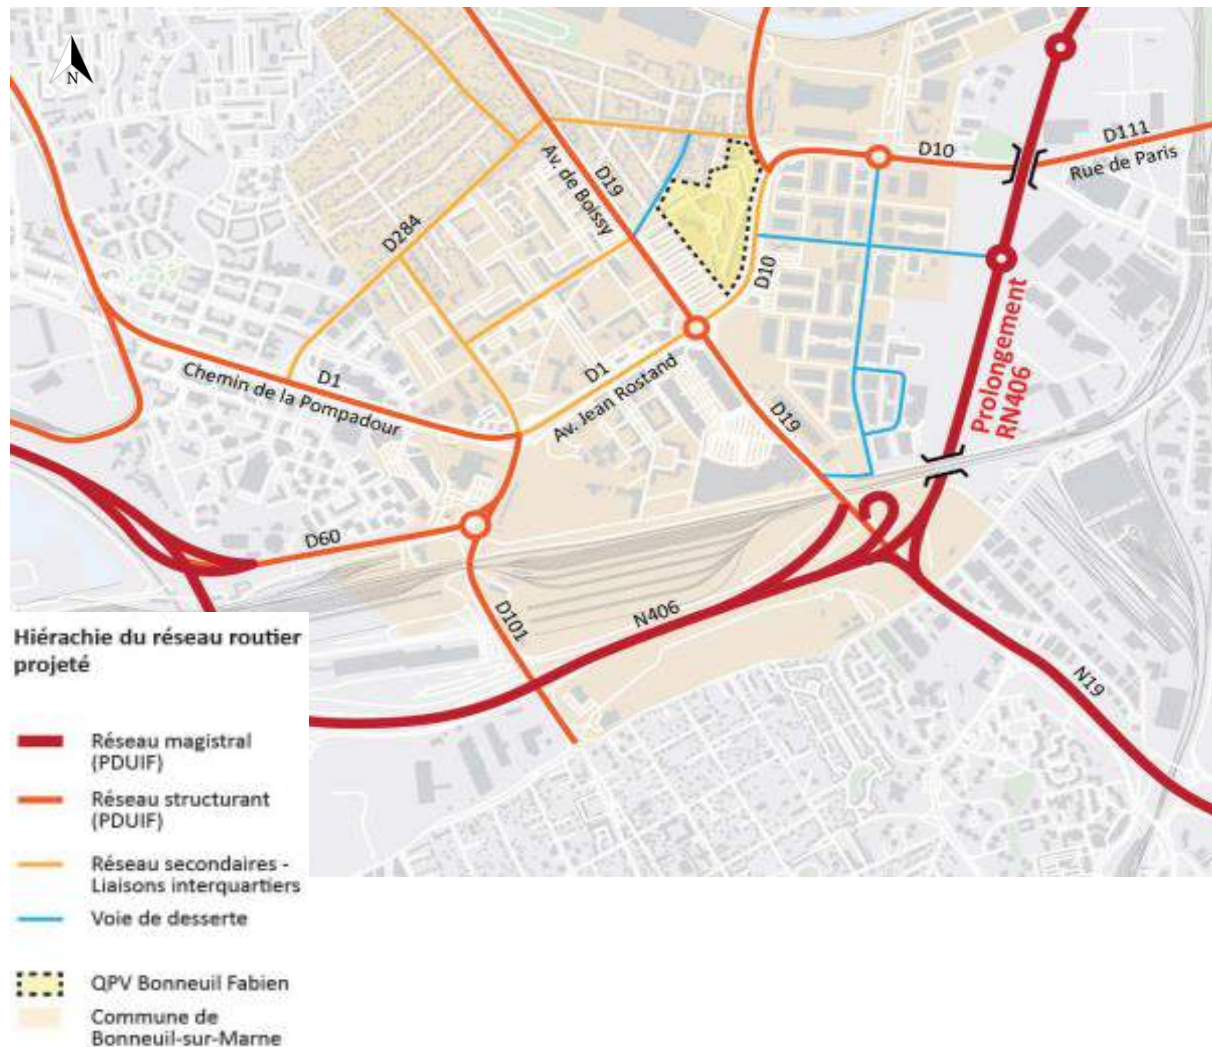 N
D111
Rue de Paris
D10
D19
Av. de Boissy
D284
D10
Prolongement
RN406
D1
Chemin de la Pompadour
D1
Av. Jean Rostand
D19
D60
D101
N406
N19
Hiérachie du réseau routier
projeté
Réseau magistral
(PDUIF)
Réseau structurant
(PDUIF)
Réseau secondaires -
Liaisons interquartiers
Voie de desserte
QPV Bonneuil Fabien
Commune de
Bonneuil-sur-Marne